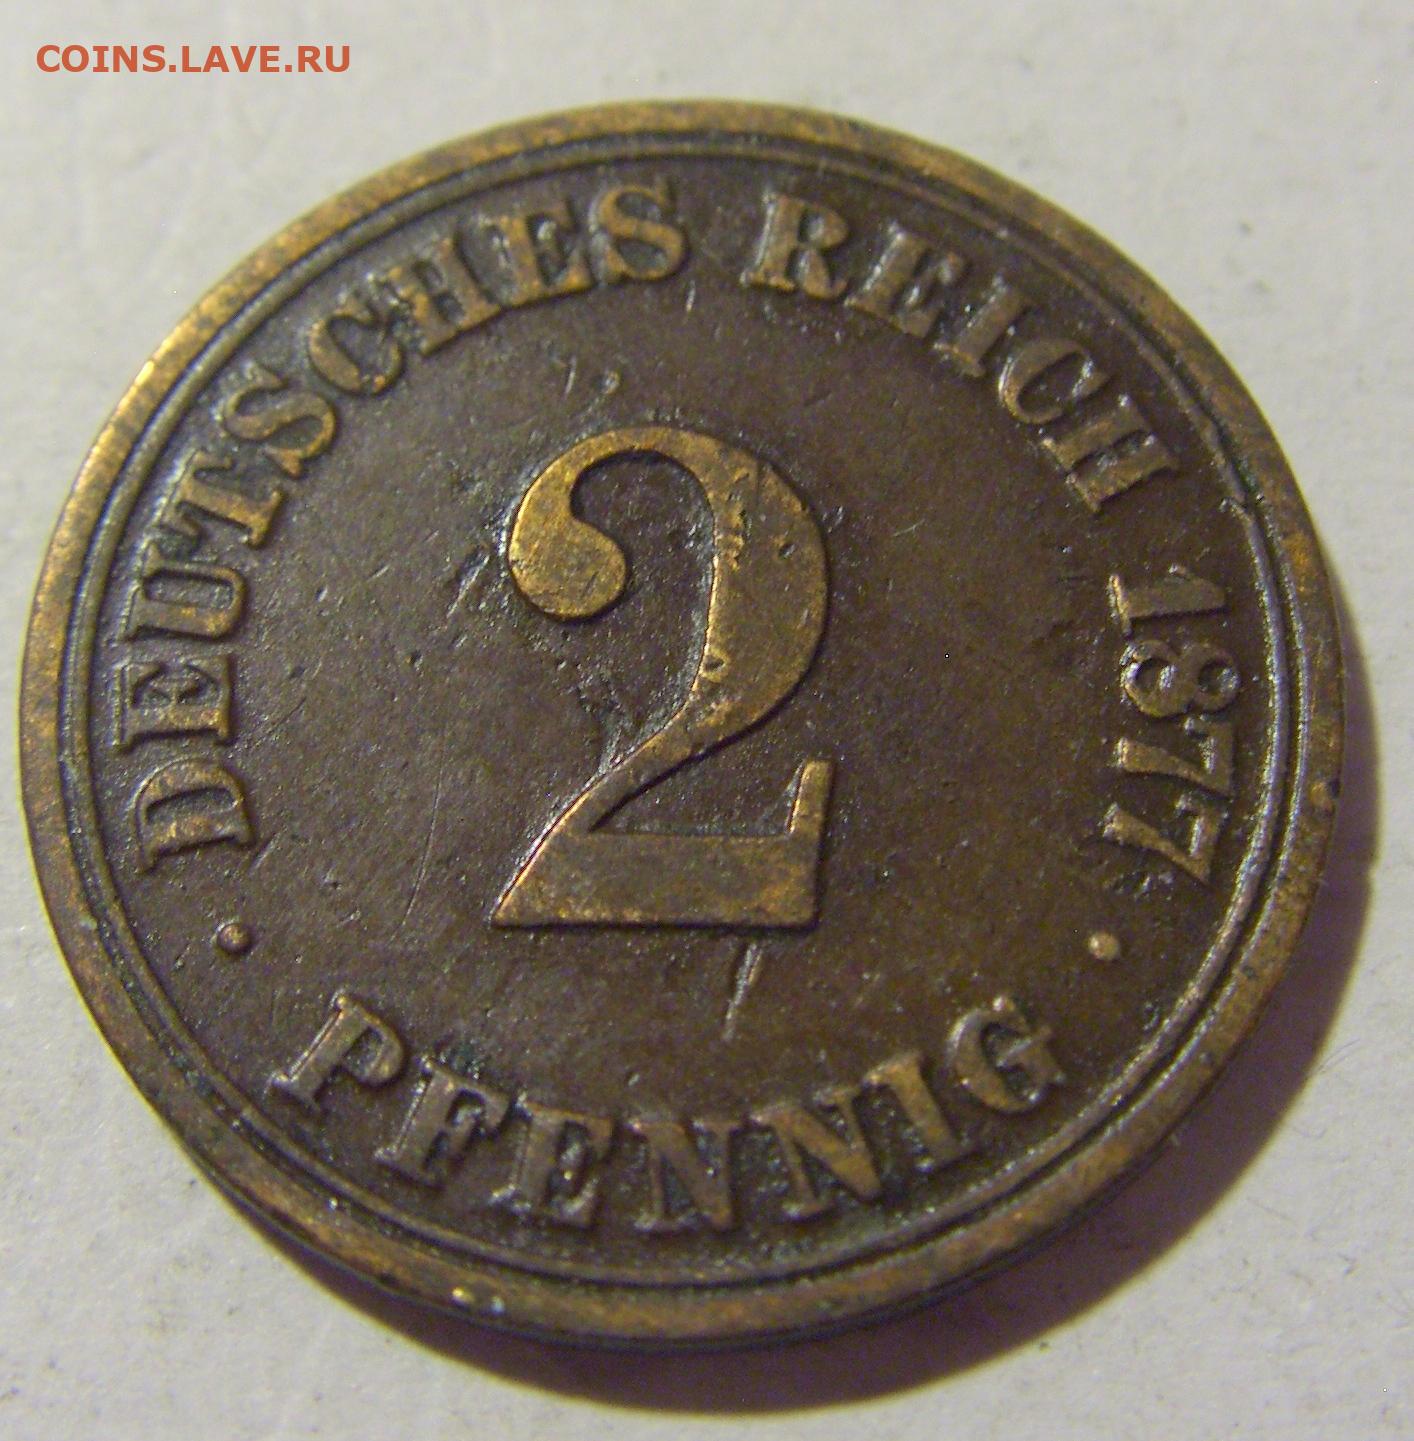 COINS.LAVE.RU
DEUTSCHES REICH 1877
2
· PFENNIG ·